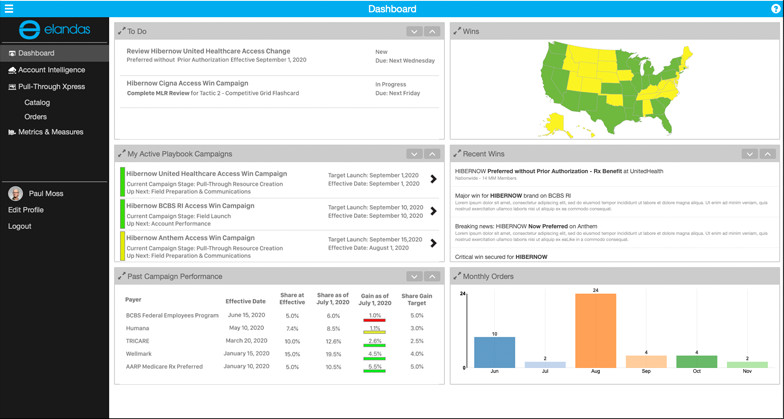 Dashboard
?
elandas
Dashboard
Account Intelligence
Pull-Through Xpress
Catalog
Orders
Metrics & Measures
Paul Moss
Edit Profile
Logout
To Do
Review Hibernow United Healthcare Access Change
Preferred without Prior Authorization Effective September 1, 2020
New
Due: Next Wednesday
Hibernow Cigna Access Win Campaign
Complete MLR Review for Tactic 2 - Competitive Grid Flashcard
In Progress
Due: Next Friday
Wins
My Active Playbook Campaigns
Hibernow United Healthcare Access Win Campaign
Current Campaign Stage: Pull-Through Resource Creation
Up Next: Field Preparation & Communications
Target Launch: September 1,2020
Effective Date: September 1, 2020
Hibernow BCBS RI Access Win Campaign
Current Campaign Stage: Field Launch
Up Next: Account Performance
Target Launch: September 10, 2020
Effective Date: September 10, 2020
Hibernow Anthem Access Win Campaign
Current Campaign Stage: Pull-Through Resource Creation
Up Next: Field Preparation & Communications
Target Launch: September 15,2020
Effective Date: August 1, 2020
Recent Wins
HIBERNOW Preferred without Prior Authorization - Rx Benefit at UnitedHealth
Nationwide - 14 MM Members
Major win for HIBERNOW brand on BCBS RI
Lorem ipsum dolor sit amet, consectetur adipiscing elit, sed do eiusmod tempor incididunt ut labore et dolore magna aliqua. Ut enim ad minim veniam, quis
nostrud exercitation ullamco laboris nisi ut aliquip ex ea commodo consequat.
Breaking news: HIBERNOW Now Preferred on Anthem
Lorem ipsum dolor sit amet, consectetur adipiscing elit, sed do eiusmod tempor incididunt ut labore et dolore magna aliqua. Ut enim ad minim veniam, quis
nostrud exercitation ullamco laboris nisi ut aliquip ex ea commodo consequat.
Critical win secured for HIBERNOW
Past Campaign Performance
Payer
Effective Date
Share at Effective
Share as of July 1, 2020
Gain as of July 1, 2020
Share Gain Target
BCBS Federal Employees Program June 15, 2020 5.0% 6.0% 1.0% 5.0%
Humana May 10, 2020 7.4% 8.5% 1.1% 3.0%
TRICARE March 20, 2020 10.0% 12.6% 2.6% 2.5%
Wellmark January 15, 2020 15.0% 19.5% 4.5% 4.0%
AARP Medicare Rx Preferred January 10, 2020 5.0% 10.5% 5.5% 5.0%
Monthly Orders
24
0
10
2
24
4
4
2
Jun
Jul
Aug
Sep
Oct
Nov